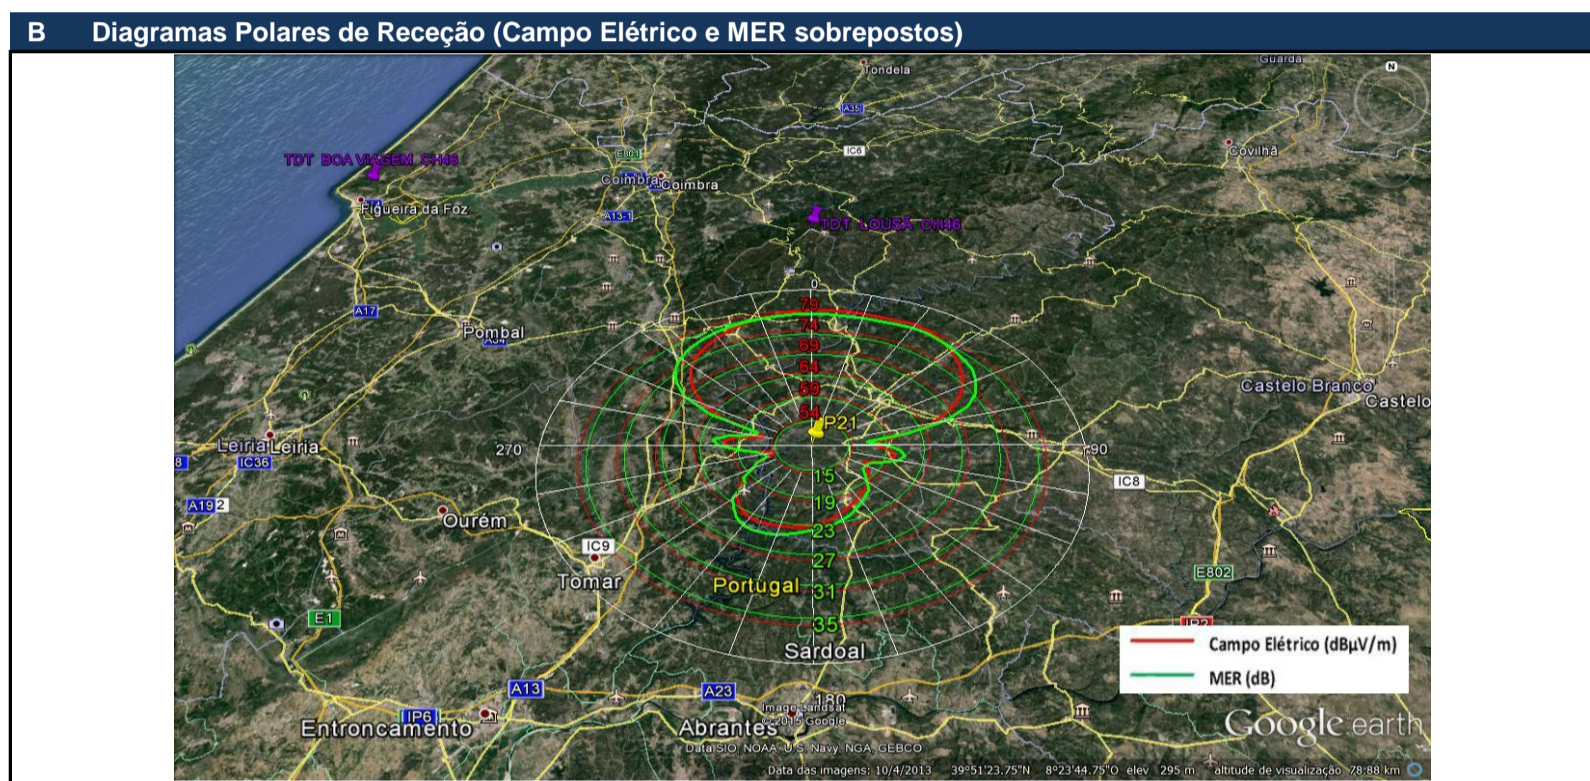 B Diagramas Polares de Receção (Campo Elétrico e MER sobrepostos)
Tondela
Guarda
N
A35
TDT BOA VIAGEM CH46
E801
IC6
Covilhã
Coimbra
Coimbra
Figueira da Foz
A13-1
TDT LOUSÃ CH46
0
79
A17
74
Pombal
69
64
59
Castelo Branco
Castelo
54
P21
Leiria
Leiria
270
90
8
IC36
15
IC8
A19
2
19
Ourém
23
IC9
27
E802
Tomar
Portugal
31
E1
35
IP2
Sardoal
Campo Elétrico (dBµV/m)
MER (dB)
A13
A23
180
Image Landsat
© 2015 Google
Entroncamento
IP6
Abrantes
Google earth
Data SIO, NOAA, U.S. Navy, NGA, GEBCO
Data das imagens: 10/4/2013 39°51'23.75"N 8°23'44.75"O elev 295 m altitude de visualização 78.88 km